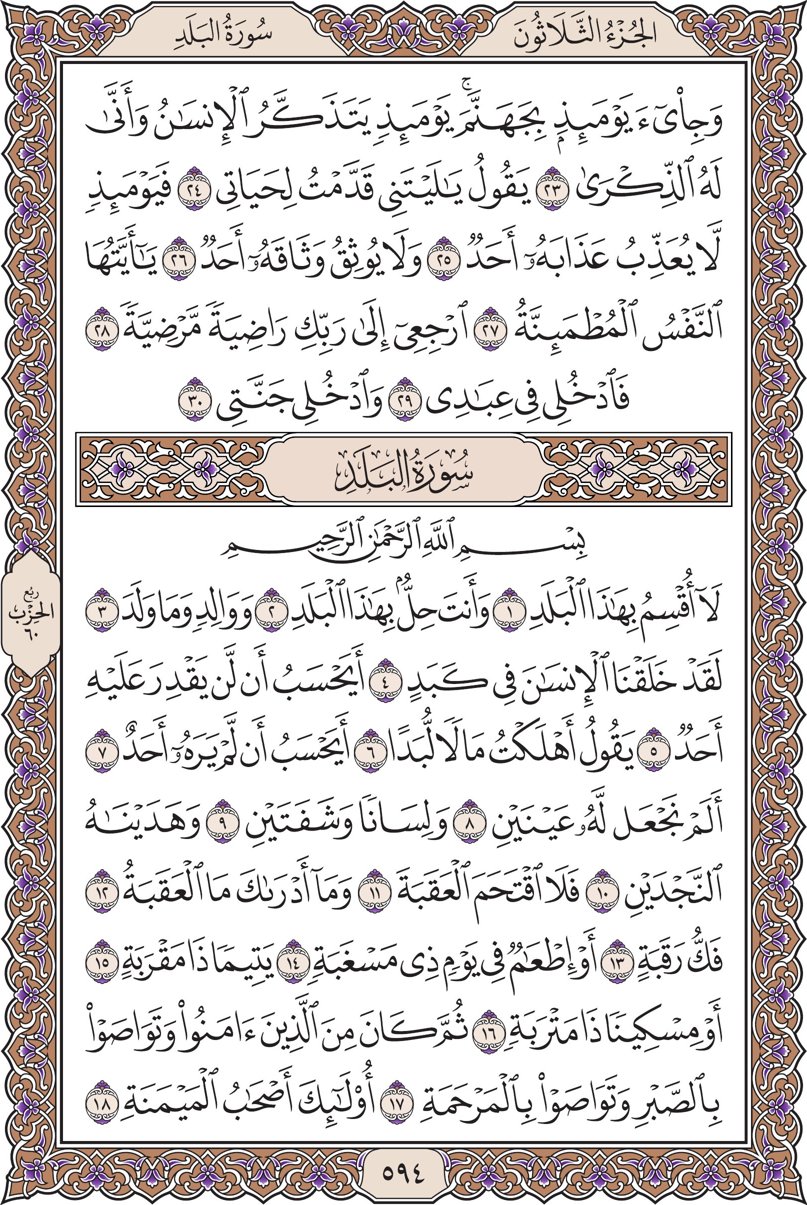 الجُزْءُ الثَّلَاثُونَ
سُورَةُ البَلَدِ
وَجِاْيٓءَ يَوْمَئِذِۭ بِجَهَنَّمَۚ يَوْمَئِذٖ يَتَذَكَّرُ ٱلْإِنسَٰنُ وَأَنَّىٰ
لَهُ ٱلذِّكْرَىٰ ٢٣ يَقُولُ يَٰلَيْتَنِي قَدَّمْتُ لِحَيَاتِي ٢٤ فَيَوْمَئِذٖ
لَّا يُعَذِّبُ عَذَابَهُۥٓ أَحَدٞ ٢٥ وَلَا يُوثِقُ وَثَاقَهُۥٓ أَحَدٞ ٢٦ يَٰٓأَيَّتُهَا
ٱلنَّفْسُ ٱلْمُطْمَئِنَّةُ ٢٧ ٱرْجِعِيٓ إِلَىٰ رَبِّكِ رَاضِيَةٗ مَّرْضِيَّةٗ ٢٨
فَٱدْخُلِي فِي عِبَٰدِي ٢٩ وَٱدْخُلِي جَنَّتِي ٣٠
سُورَةُ البَلَدِ
بِسْمِ ٱللَّهِ ٱلرَّحْمَٰنِ ٱلرَّحِيمِ
لَآ أُقْسِمُ بِهَٰذَا ٱلْبَلَدِ ١ وَأَنتَ حِلُّۢ بِهَٰذَا ٱلْبَلَدِ ٢ وَوَالِدٖ وَمَا وَلَدَ ٣
رُبْع
الحِزْب
٦٠
لَقَدْ خَلَقْنَا ٱلْإِنسَٰنَ فِي كَبَدٍ ٤ أَيَحْسَبُ أَن لَّن يَقْدِرَ عَلَيْهِ
أَحَدٞ ٥ يَقُولُ أَهْلَكْتُ مَالٗا لُّبَدًا ٦ أَيَحْسَبُ أَن لَّمْ يَرَهُۥٓ أَحَدٌ ٧
أَلَمْ نَجْعَل لَّهُۥ عَيْنَيْنِ ٨ وَلِسَانٗا وَشَفَتَيْنِ ٩ وَهَدَيْنَٰهُ
ٱلنَّجْدَيْنِ ١٠ فَلَا ٱقْتَحَمَ ٱلْعَقَبَةَ ١١ وَمَآ أَدْرَىٰكَ مَا ٱلْعَقَبَةُ ١٢
فَكُّ رَقَبَةٍ ١٣ أَوْ إِطْعَٰمٞ فِي يَوْمٖ ذِي مَسْغَبَةٖ ١٤ يَتِيمٗا ذَا مَقْرَبَةٍ ١٥
أَوْ مِسْكِينٗا ذَا مَتْرَبَةٖ ١٦ ثُمَّ كَانَ مِنَ ٱلَّذِينَ ءَامَنُواْ وَتَوَاصَوْاْ
بِٱلصَّبْرِ وَتَوَاصَوْاْ بِٱلْمَرْحَمَةِ ١٧ أُوْلَٰٓئِكَ أَصْحَٰبُ ٱلْمَيْمَنَةِ ١٨
٥٩٤